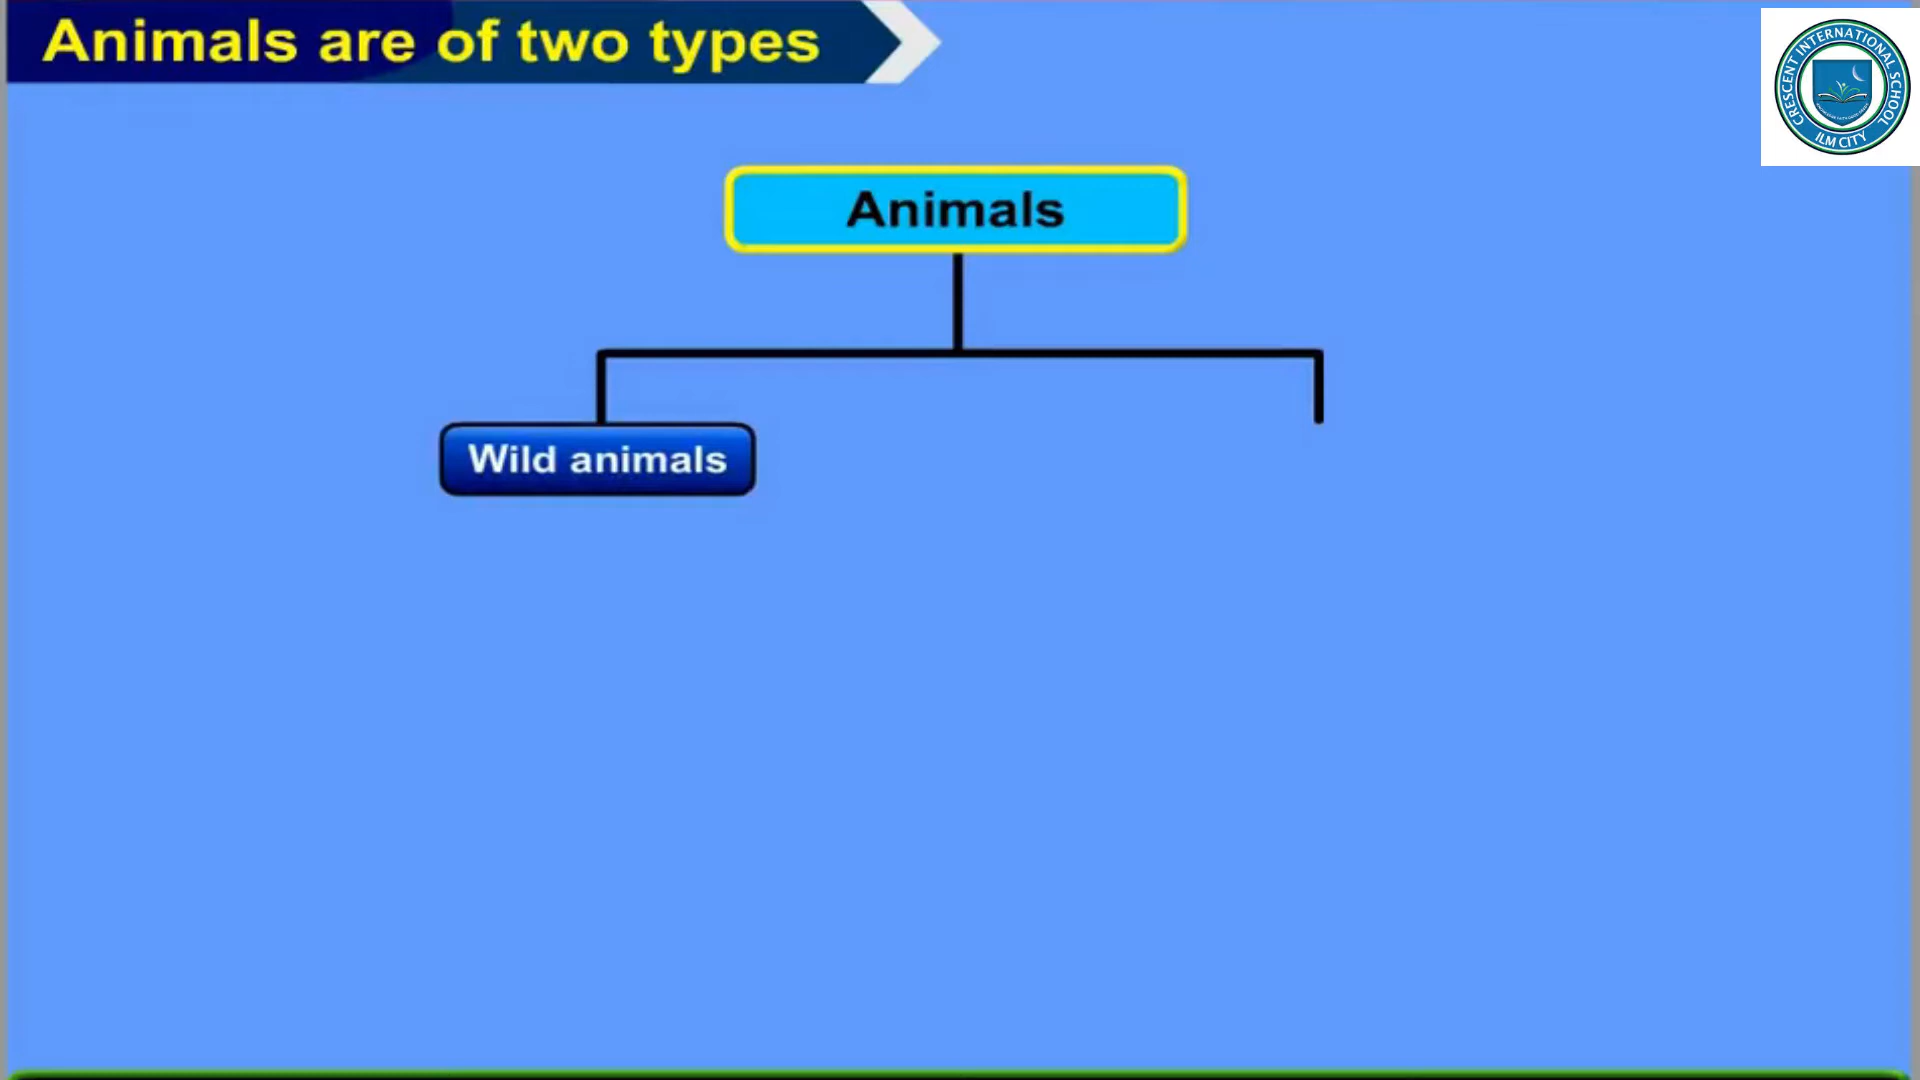 Animals are of two types
CRESCENT INTERNATIONAL SCHOOL
ILM CITY
Animals
Wild animals